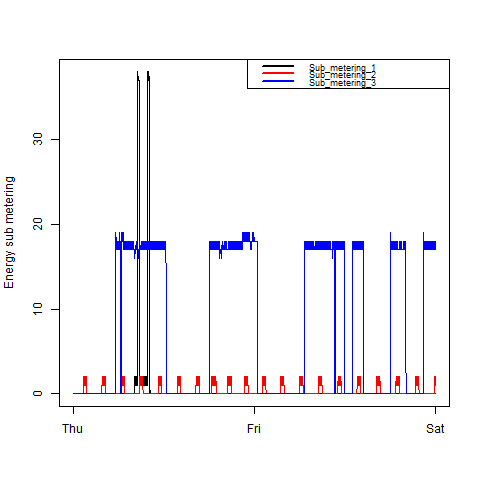 Sub_metering_1
Sub_metering_2
Sub_metering_3
Energy sub metering
30
20
10
0
Thu Fri Sat